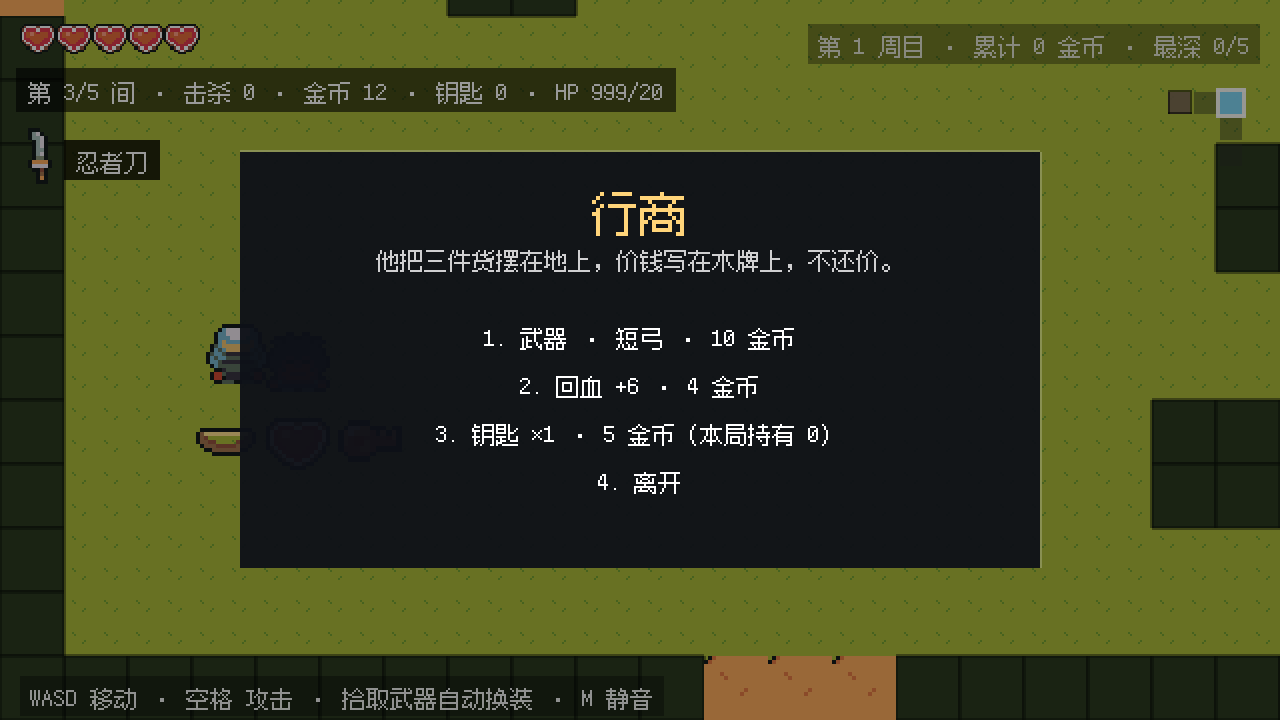 第 1 周目 · 累计 0 金币 · 最深 0/5
第 3/5 间 · 击杀 0 · 金币 12 · 钥匙 0 · HP 999/20
忍者刀
行商
他把三件货摆在地上，价钱写在木牌上，不还价。
1. 武器 · 短弓 · 10 金币
2. 回血 +6 · 4 金币
3. 钥匙 ×1 · 5 金币（本局持有 0）
4. 离开
WASD 移动 · 空格 攻击 · 拾取武器自动换装 · M 静音